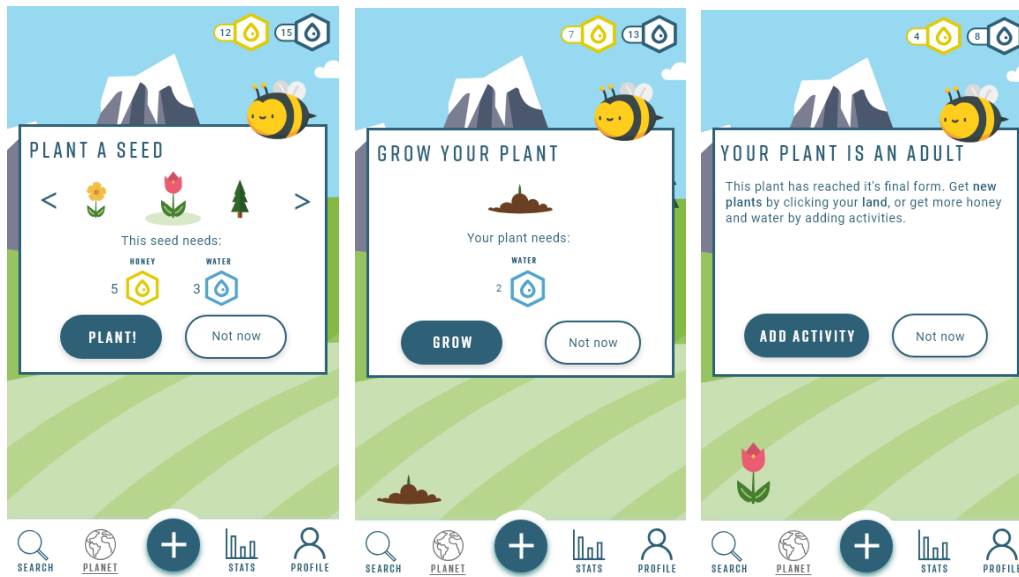 12 15
PLANT A SEED
< >
This seed needs:
HONEY WATER
5 3
PLANT! Not now
SEARCH PLANET + STATS PROFILE
7 13
GROW YOUR PLANT
Your plant needs:
WATER
2
GROW Not now
SEARCH PLANET + STATS PROFILE
4 8
YOUR PLANT IS AN ADULT
This plant has reached it's final form. Get new
plants by clicking your land, or get more honey
and water by adding activities.
ADD ACTIVITY Not now
SEARCH PLANET + STATS PROFILE